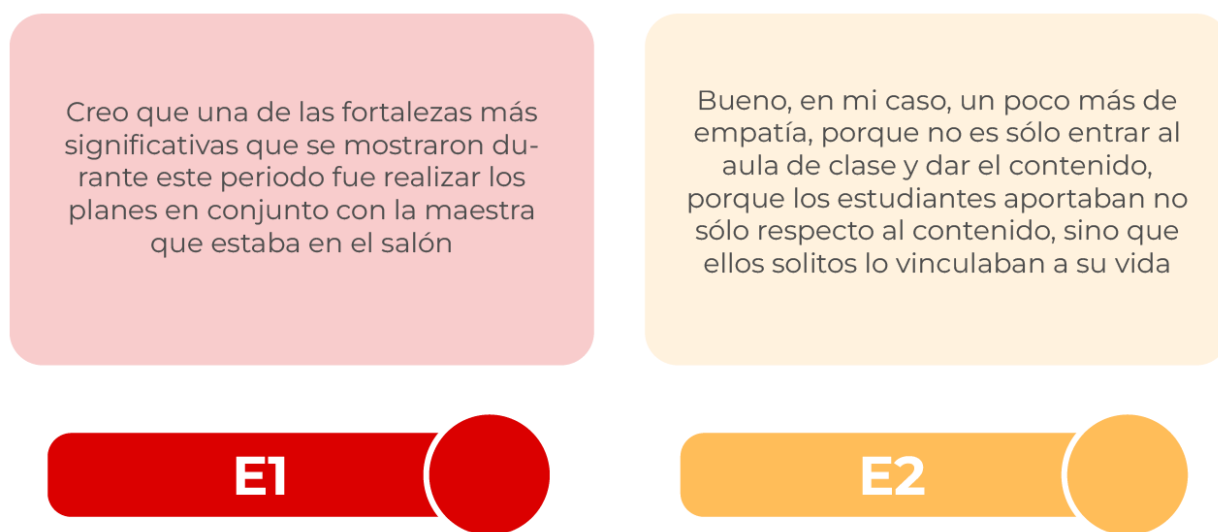 Creo que una de las fortalezas más
significativas que se mostraron du-
rante este periodo fue realizar los
planes en conjunto con la maestra
que estaba en el salón
E1
Bueno, en mi caso, un poco más de
empatía, porque no es sólo entrar al
aula de clase y dar el contenido,
porque los estudiantes aportaban no
sólo respecto al contenido, sino que
ellos solitos lo vinculaban a su vida
E2